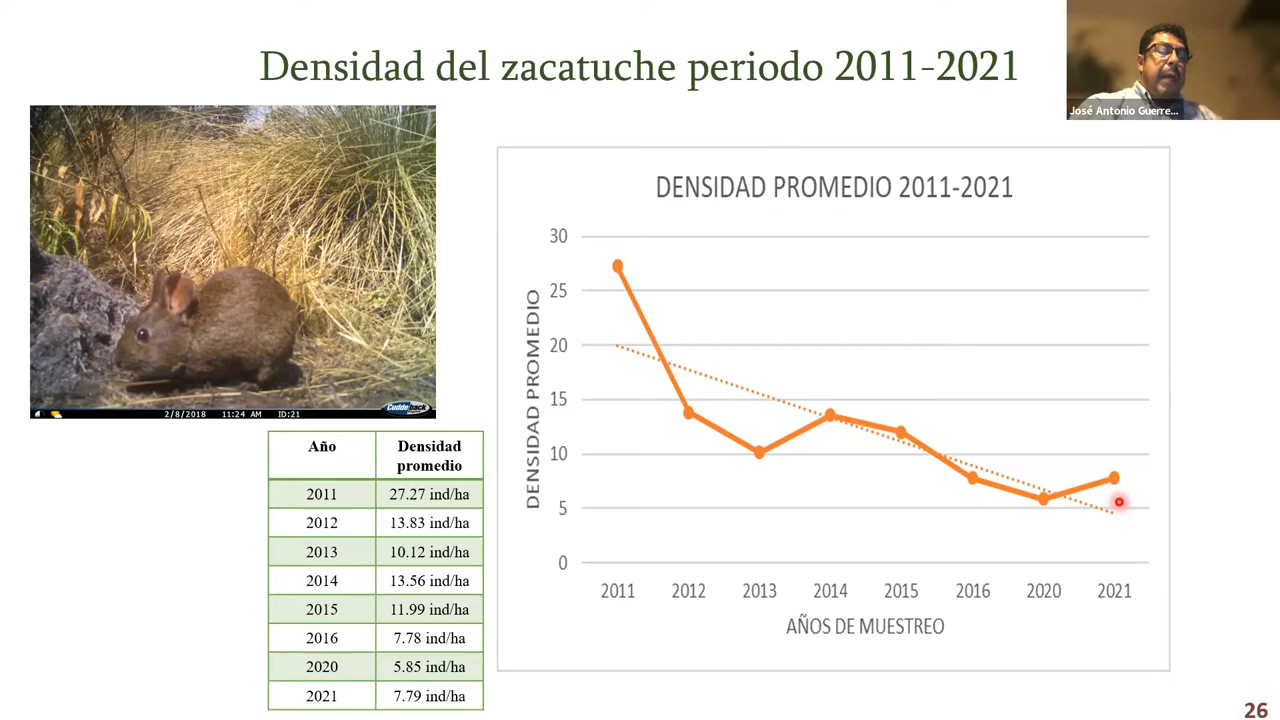 Densidad del zacatuche periodo 2011-2021
José Antonio Guerre...
2/8/2018 11:24 AM ID:21
Cuddeback
Año Densidad promedio
2011 27.27 ind/ha
2012 13.83 ind/ha
2013 10.12 ind/ha
2014 13.56 ind/ha
2015 11.99 ind/ha
2016 7.78 ind/ha
2020 5.85 ind/ha
2021 7.79 ind/ha
DENSIDAD PROMEDIO 2011-2021
DENSIDAD PROMEDIO
30
25
20
15
10
5
0
2011 2012 2013 2014 2015 2016 2020 2021
AÑOS DE MUESTREO
26